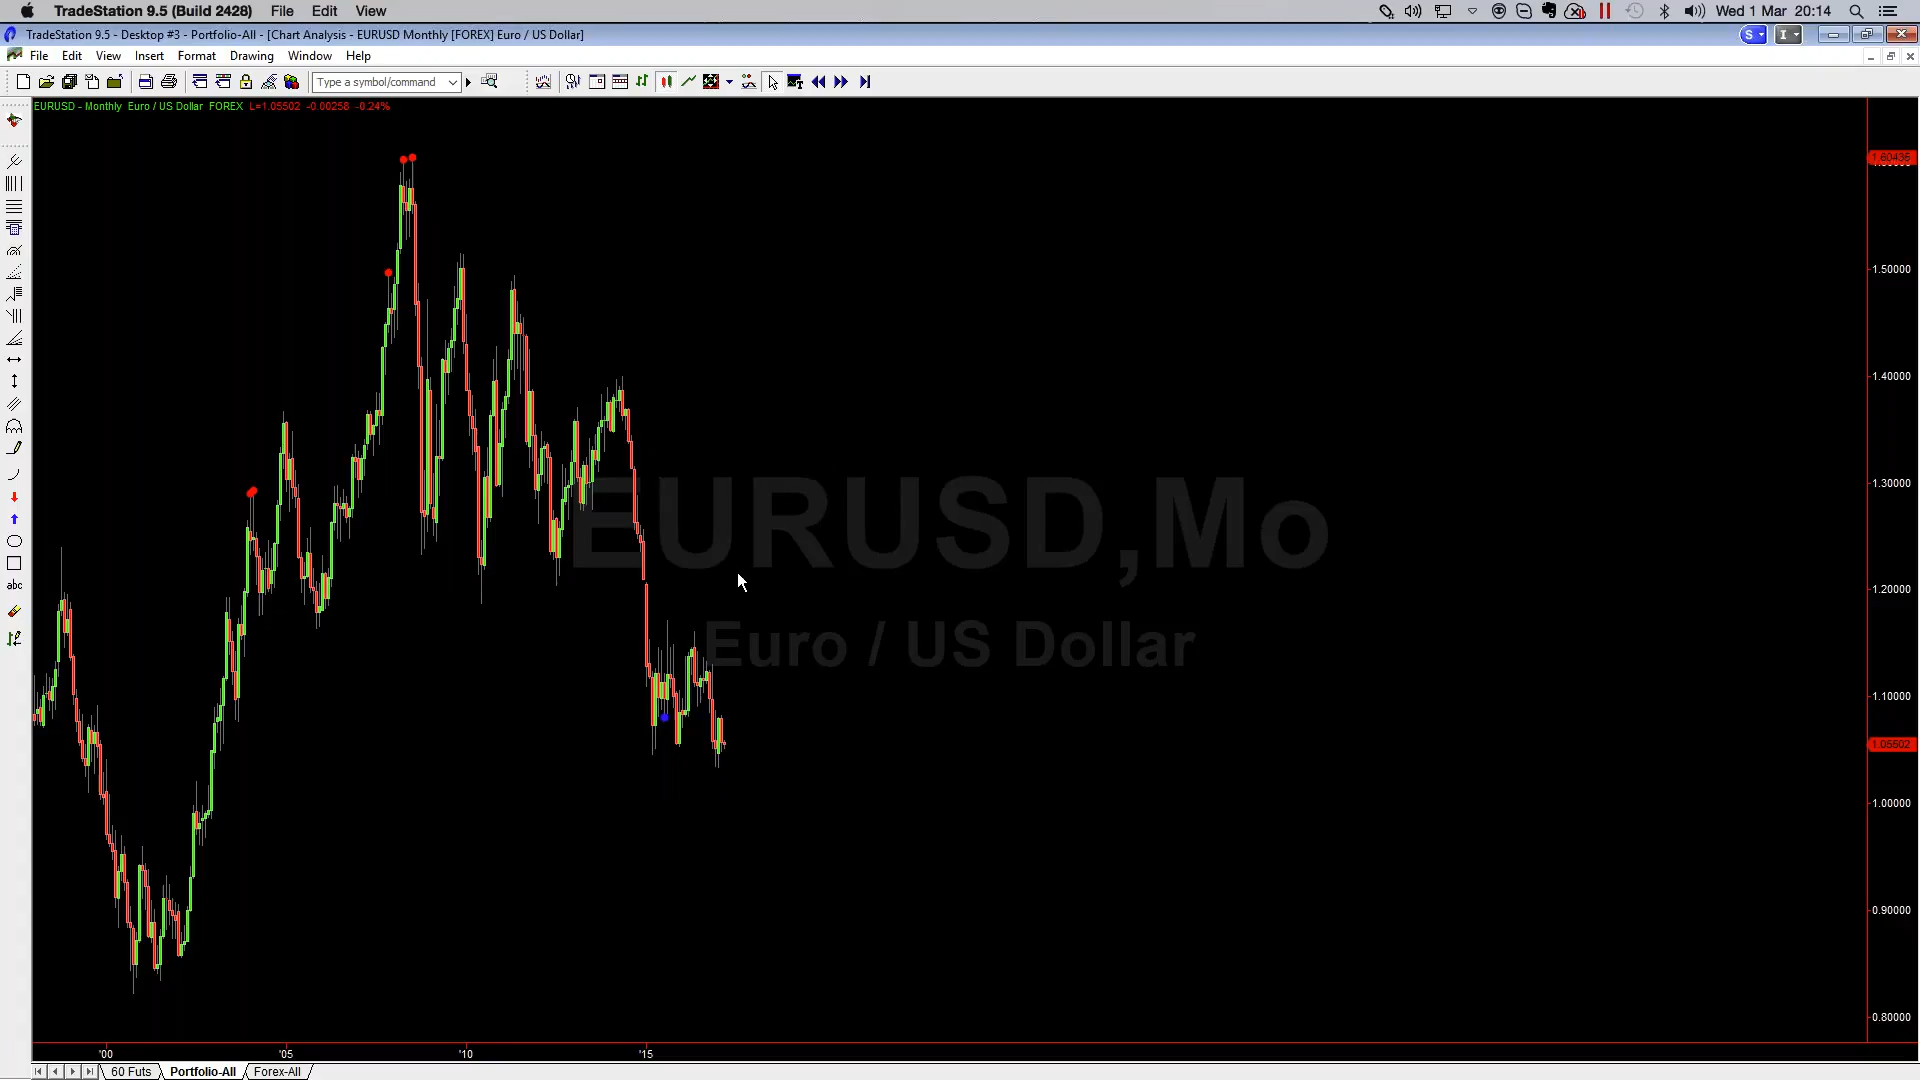 TradeStation 9.5 (Build 2428) File Edit View Wed 1 Mar 20:14
TradeStation 9.5 - Desktop #3 - Portfolio-All - [Chart Analysis - EURUSD Monthly [FOREX] Euro / US Dollar] S I
File Edit View Insert Format Drawing Window Help
Type a symbol/command
EURUSD - Monthly Euro / US Dollar FOREX L=1.05502 -0.00258 -0.24%
1.60436
1.50000
1.40000
1.30000
EURUSD,Mo
abc
1.20000
Euro / US Dollar
1.10000
1.05502
1.00000
0.90000
0.80000
'00 '05 '10 '15
60 Futs Portfolio-All Forex-All